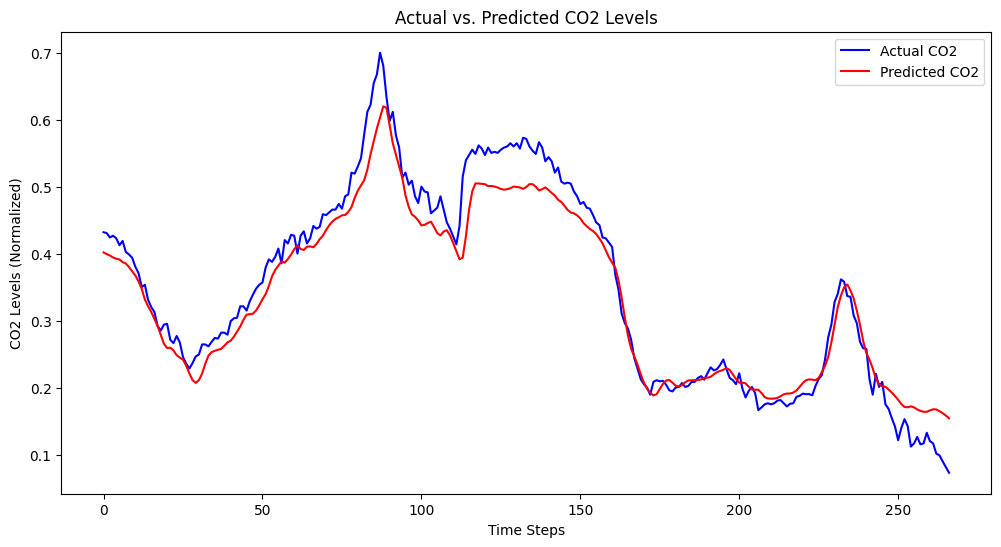 Actual vs. Predicted CO2 Levels
Actual CO2
Predicted CO2
CO2 Levels (Normalized)
0.7
0.6
0.5
0.4
0.3
0.2
0.1
0
50
100
150
200
250
Time Steps